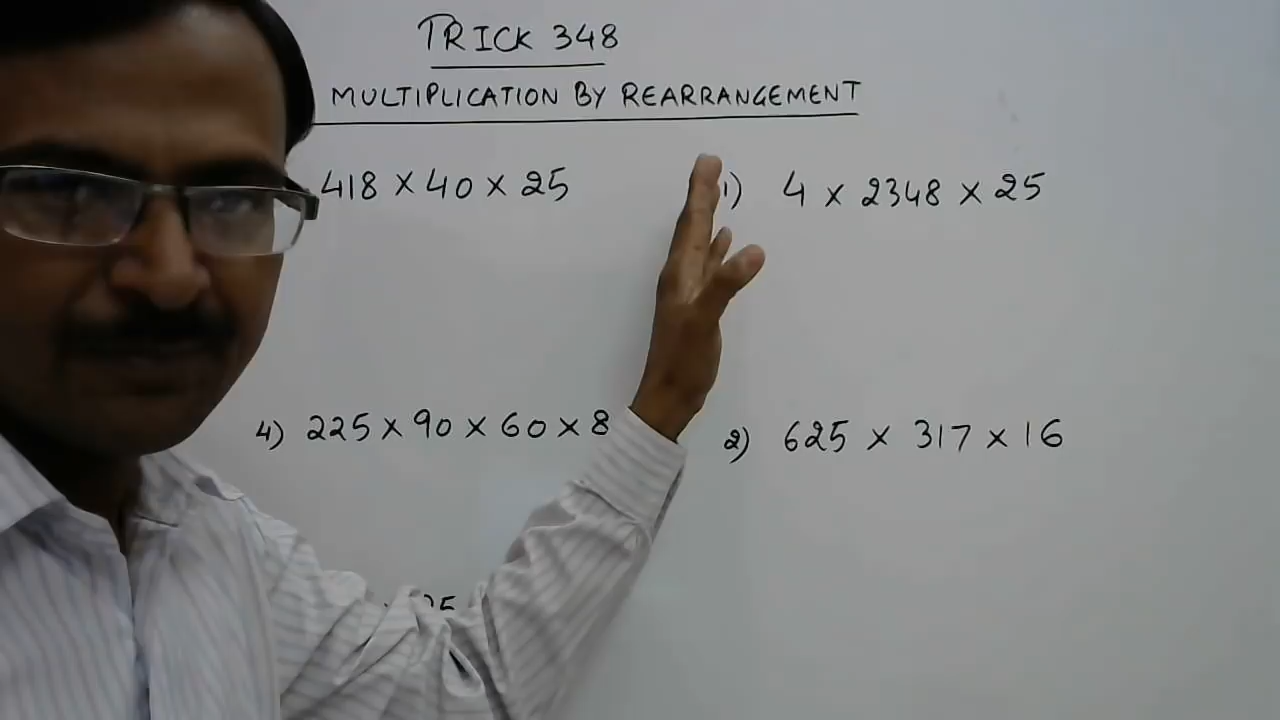 TRICK 348
MULTIPLICATION BY REARRANGEMENT
418 × 40 × 25
1) 4 × 2348 × 25
4) 225 × 90 × 60 × 8
2) 625 × 317 × 16